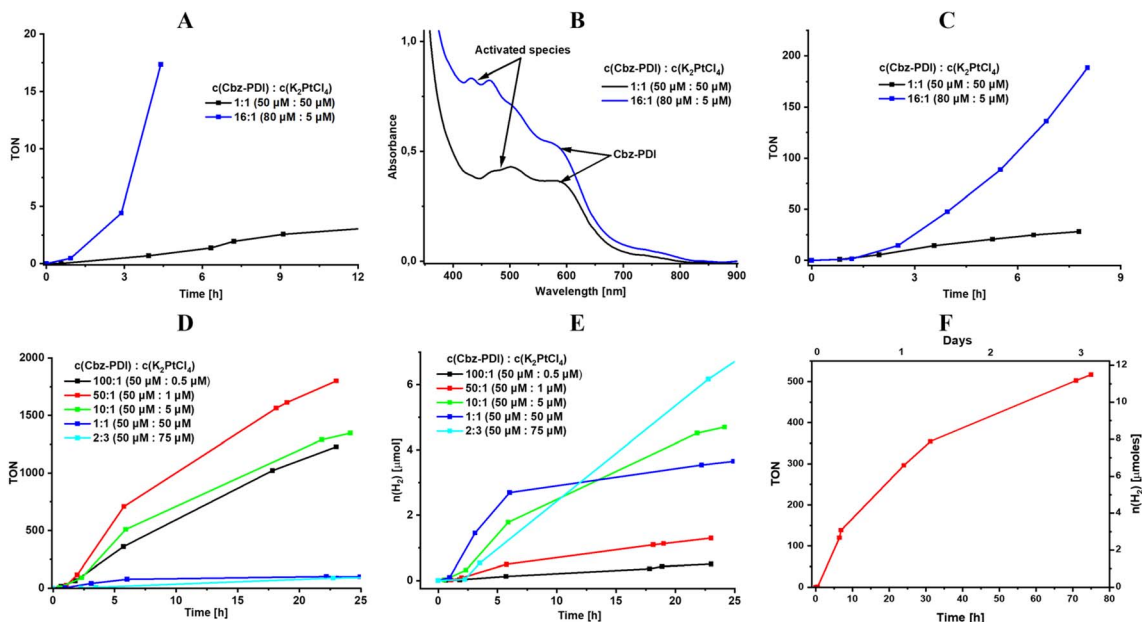 A
20
15
10
5
0
TON
c(Cbz-PDI) : c(K2PtCl4)
1:1 (50 µM : 50 µM)
16:1 (80 µM : 5 µM)
0 3 6 9 12
Time [h]
B
1,0
0,5
0,0
Absorbance
Activated species
c(Cbz-PDI) : c(K2PtCl4)
1:1 (50 µM : 50 µM)
16:1 (80 µM : 5 µM)
Cbz-PDI
400 500 600 700 800 900
Wavelength [nm]
C
200
150
100
50
0
TON
c(Cbz-PDI) : c(K2PtCl4)
1:1 (50 µM : 50 µM)
16:1 (80 µM : 5 µM)
0 3 6 9
Time [h]
D
2000
1750
1500
1250
1000
750
500
250
0
TON
c(Cbz-PDI) : c(K2PtCl4)
100:1 (50 µM : 0.5 µM)
50:1 (50 µM : 1 µM)
10:1 (50 µM : 5 µM)
1:1 (50 µM : 50 µM
2:3 (50 µM : 75 µM)
0 5 10 15 20 25
Time [h]
E
6
4
2
0
n(H2) [µmol]
c(Cbz-PDI) : c(K2PtCl4)
100:1 (50 µM : 0.5 µM)
50:1 (50 µM : 1 µM)
10:1 (50 µM : 5 µM)
1:1 (50 µM : 50 µM)
2:3 (50 µM : 75 µM)
0 5 10 15 20 25
Time [h]
F
Days
0 1 2 3
500
450
400
350
300
250
200
150
100
50
0
TON
12
10
8
6
4
2
0
n(H2) [µmoles]
0 10 20 30 40 50 60 70 80
Time [h]